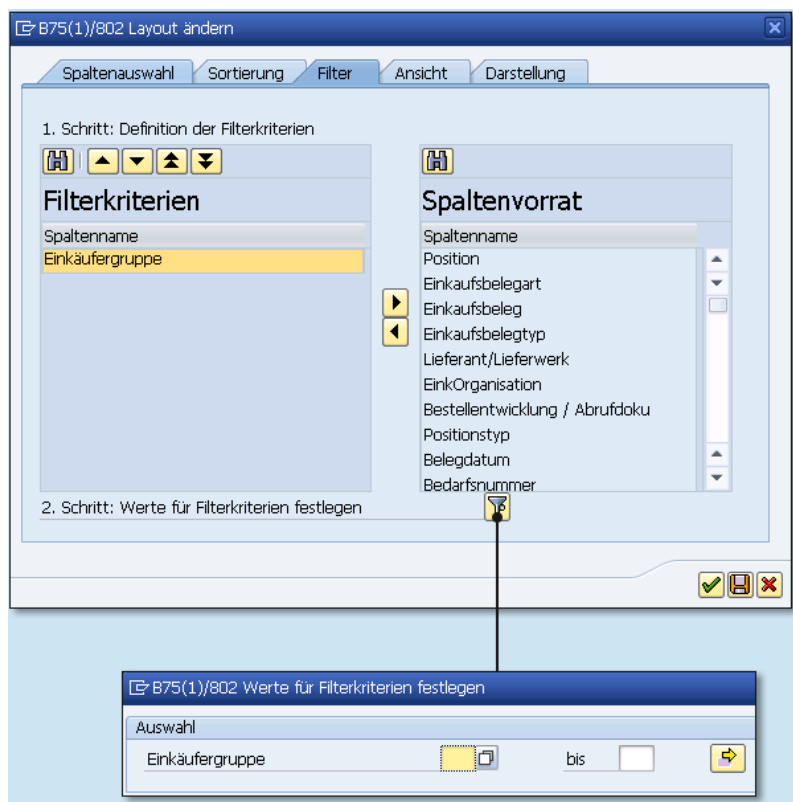 B75(1)/802 Layout ändern
Spaltenauswahl Sortierung Filter Ansicht Darstellung
1. Schritt: Definition der Filterkriterien
Filterkriterien
Spaltenname
Einkäufergruppe
Spaltenvorrat
Spaltenname
Position
Einkaufsbelegart
Einkaufsbeleg
Einkaufsbelegtyp
Lieferant/Lieferwerk
EinkOrganisation
Bestellentwicklung / Abrufdoku
Positionstyp
Belegdatum
Bedarfsnummer
2. Schritt: Werte für Filterkriterien festlegen
B75(1)/802 Werte für Filterkriterien festlegen
Auswahl
Einkäufergruppe bis